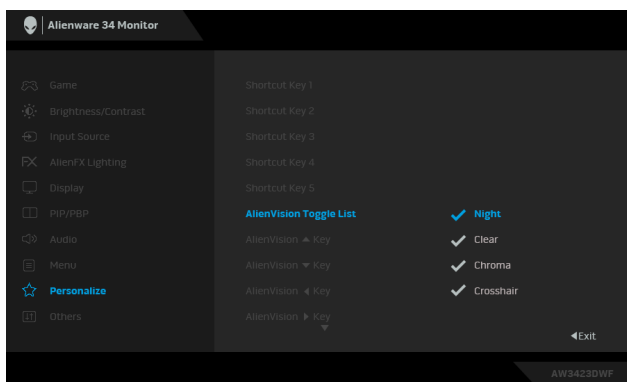 Alienware 34 Monitor
Game
Brightness/Contrast
Input Source
AlienFX Lighting
Display
PIP/PBP
Audio
Menu
Personalize
Others
Shortcut Key 1
Shortcut Key 2
Shortcut Key 3
Shortcut Key 4
Shortcut Key 5
AlienVision Toggle List
AlienVision ▲ Key
AlienVision ▼ Key
AlienVision ◀ Key
AlienVision ▶ Key
Night
Clear
Chroma
Crosshair
◀Exit
AW3423DWF